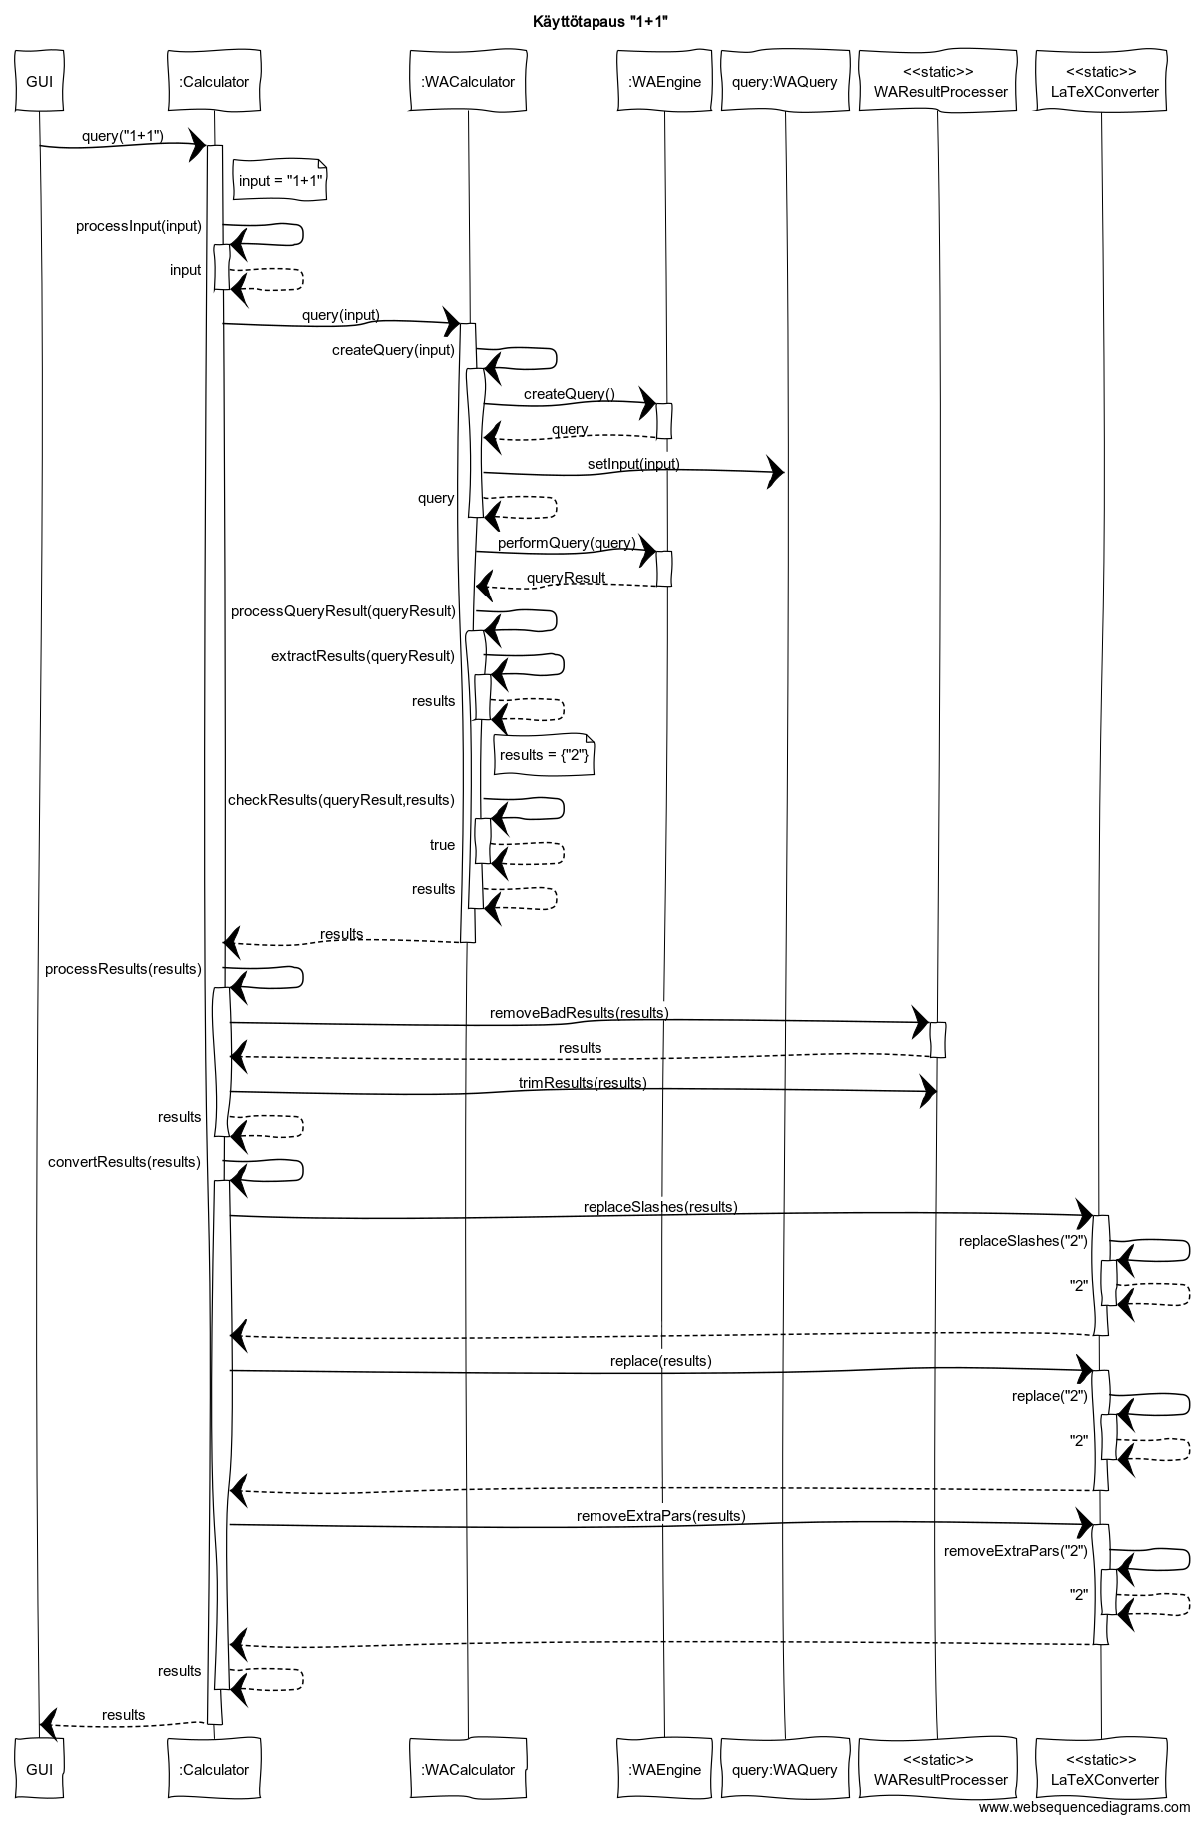 Käyttötapaus "1+1"
GUI
:Calculator
:WACalculator
:WAEngine
query:WAQuery
<<static>>
WAResultProcesser
<<static>>
LaTeXConverter
query("1+1")
input = "1+1"
processInput(input)
input
query(input)
createQuery(input)
createQuery()
query
setInput(input)
query
performQuery(query)
queryResult
processQueryResult(queryResult)
extractResults(queryResult)
results
results = {"2"}
checkResults(queryResult,results)
true
results
results
processResults(results)
removeBadResults(results)
results
trimResults(results)
results
convertResults(results)
replaceSlashes(results)
replaceSlashes("2")
"2"
replace(results)
replace("2")
"2"
removeExtraPars(results)
removeExtraPars("2")
"2"
results
results
GUI
:Calculator
:WACalculator
:WAEngine
query:WAQuery
<<static>>
WAResultProcesser
<<static>>
LaTeXConverter
www.websequencediagrams.com